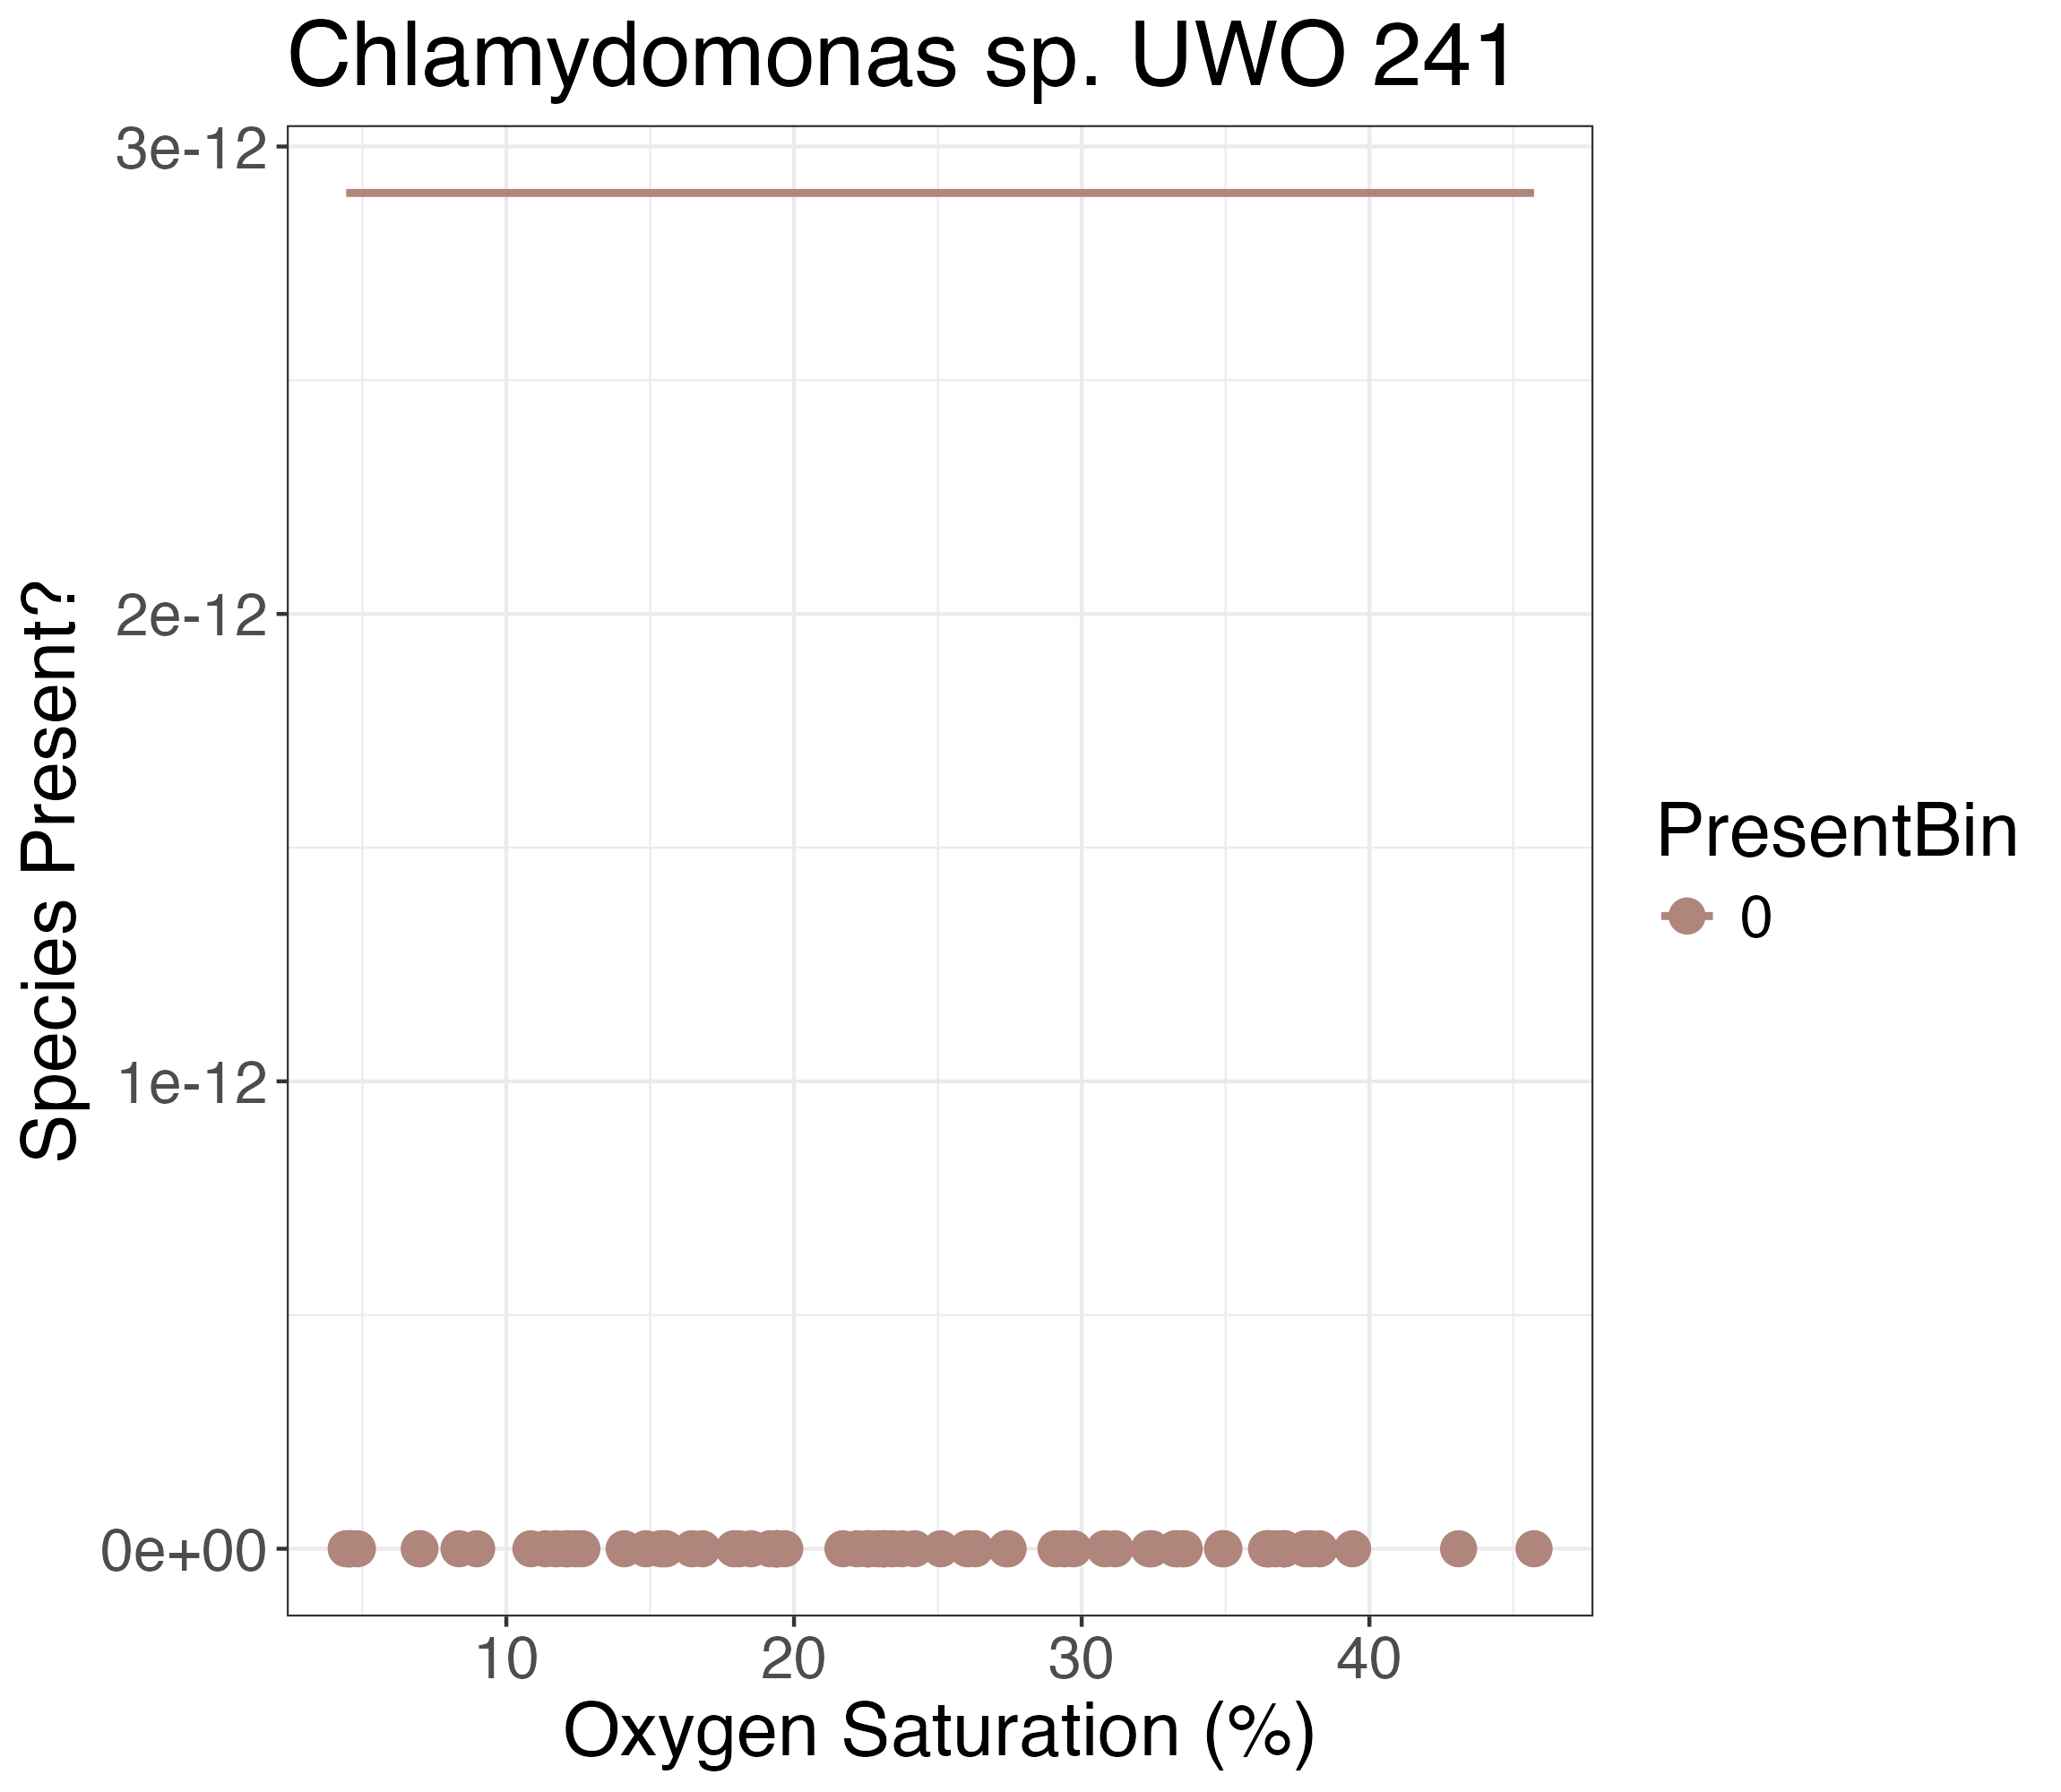 Chlamydomonas sp. UWO 241
3e-12
2e-12
1e-12
0e+00
Species Present?
10 20 30 40
Oxygen Saturation (%)
PresentBin
0